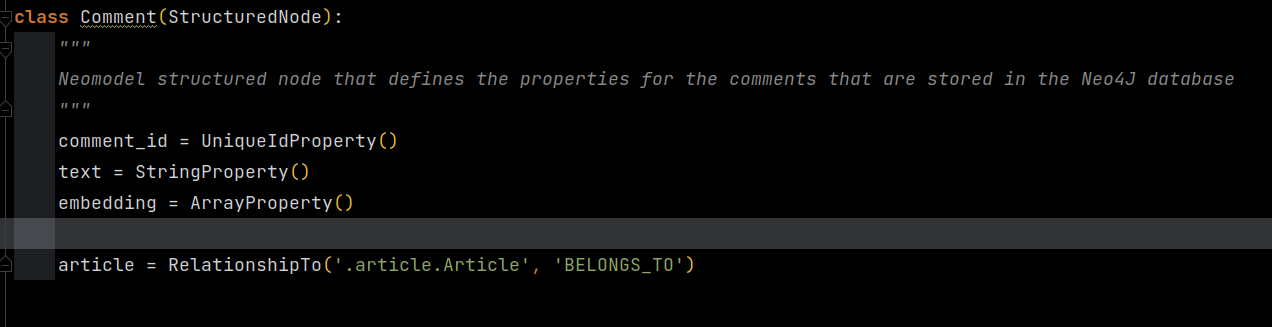 class Comment(StructuredNode):
"""
Neomodel structured node that defines the properties for the comments that are stored in the Neo4J database
"""
comment_id = UniqueIdProperty()
text = StringProperty()
embedding = ArrayProperty()
article = RelationshipTo('.article.Article', 'BELONGS_TO')